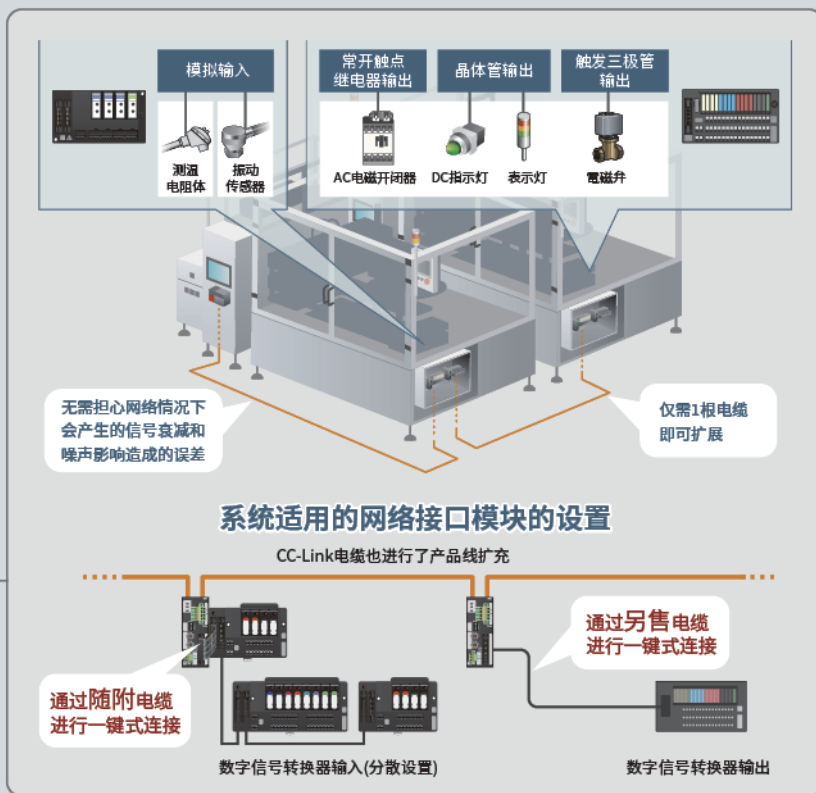 模拟输入
常开触点
继电器输出
晶体管输出
触发三极管
输出
测温
电阻体
振动
传感器
AC电磁开闭器
DC指示灯
表示灯
電磁弁
无需担心网络情况下
会产生的信号衰减和
噪声影响造成的误差
仅需1根电缆
即可扩展
系统适用的网络接口模块的设置
CC-Link电缆也进行了产品线扩充
通过随附电缆
进行一键式连接
通过另售电缆
进行一键式连接
数字信号转换器输入(分散设置)
数字信号转换器输出